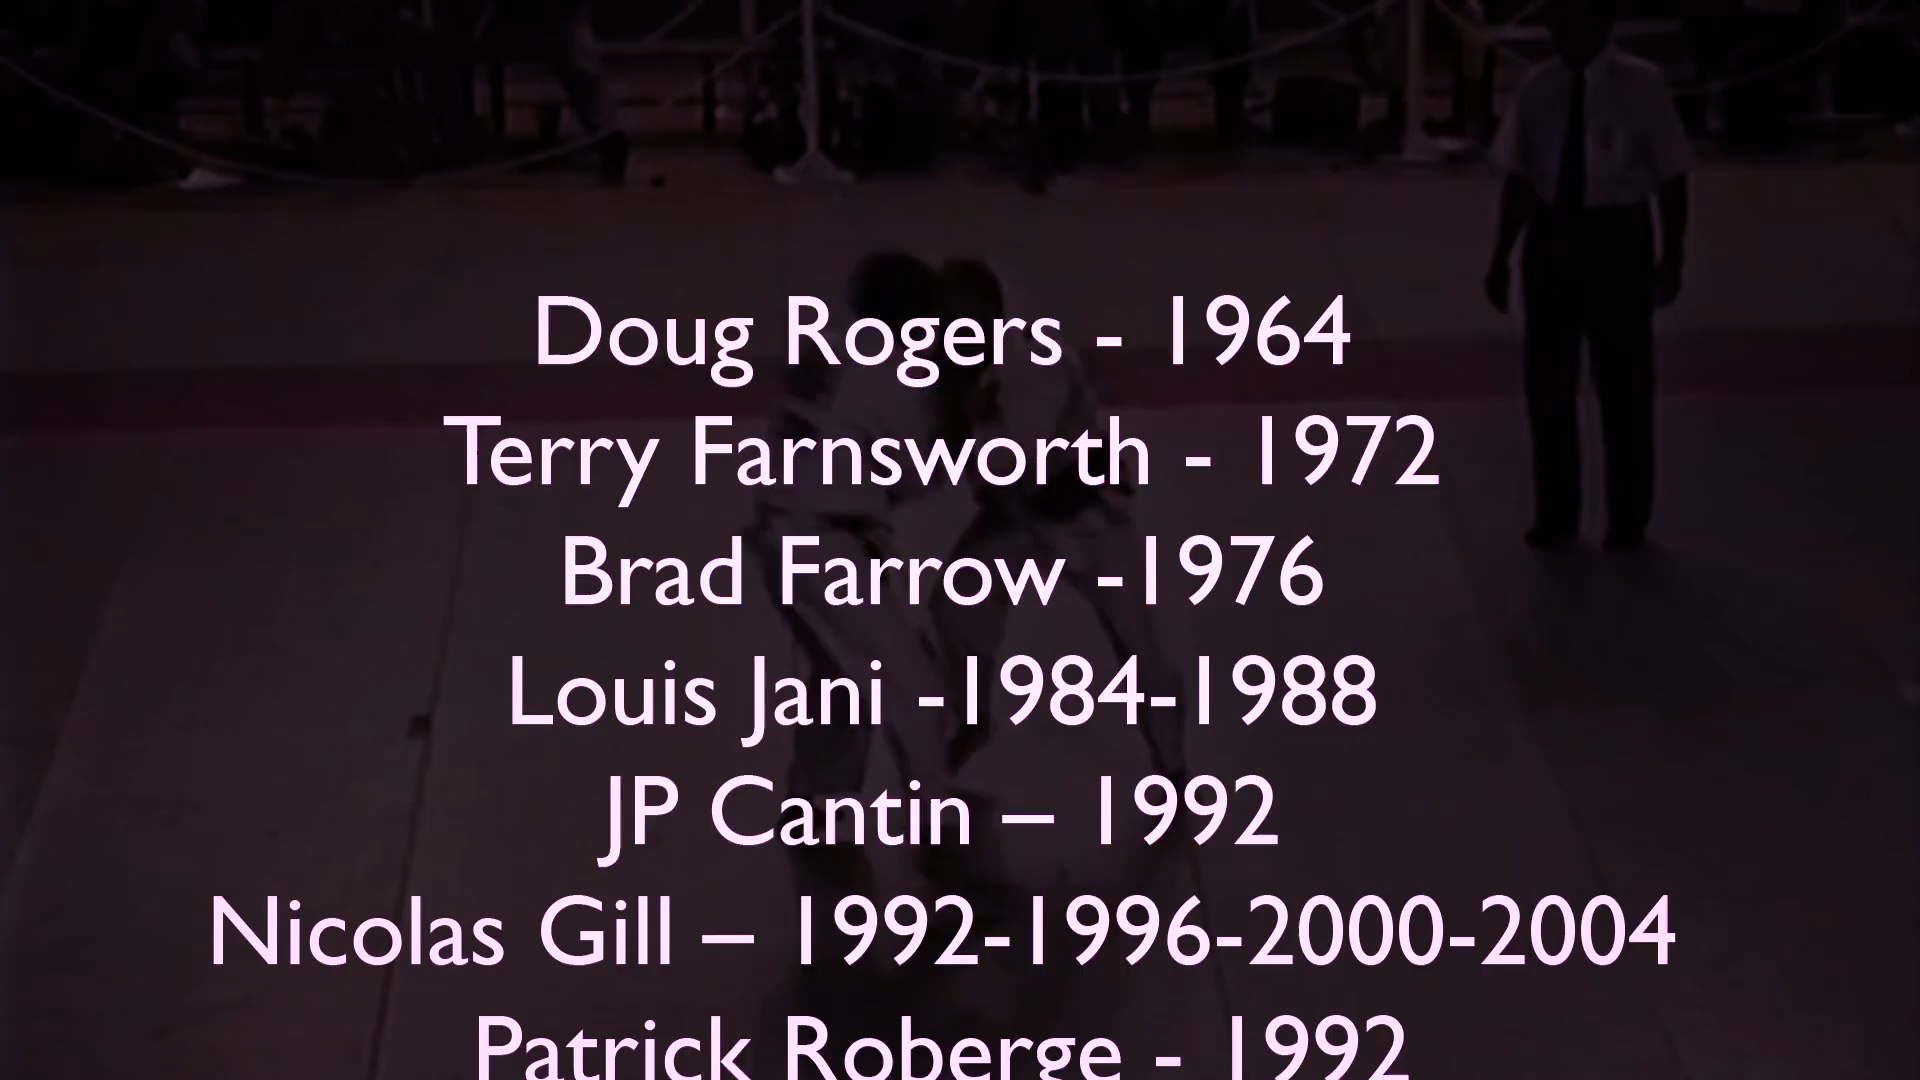 Doug Rogers - 1964
Terry Farnsworth - 1972
Brad Farrow -1976
Louis Jani -1984-1988
JP Cantin – 1992
Nicolas Gill – 1992-1996-2000-2004
Patrick Roberge - 1992